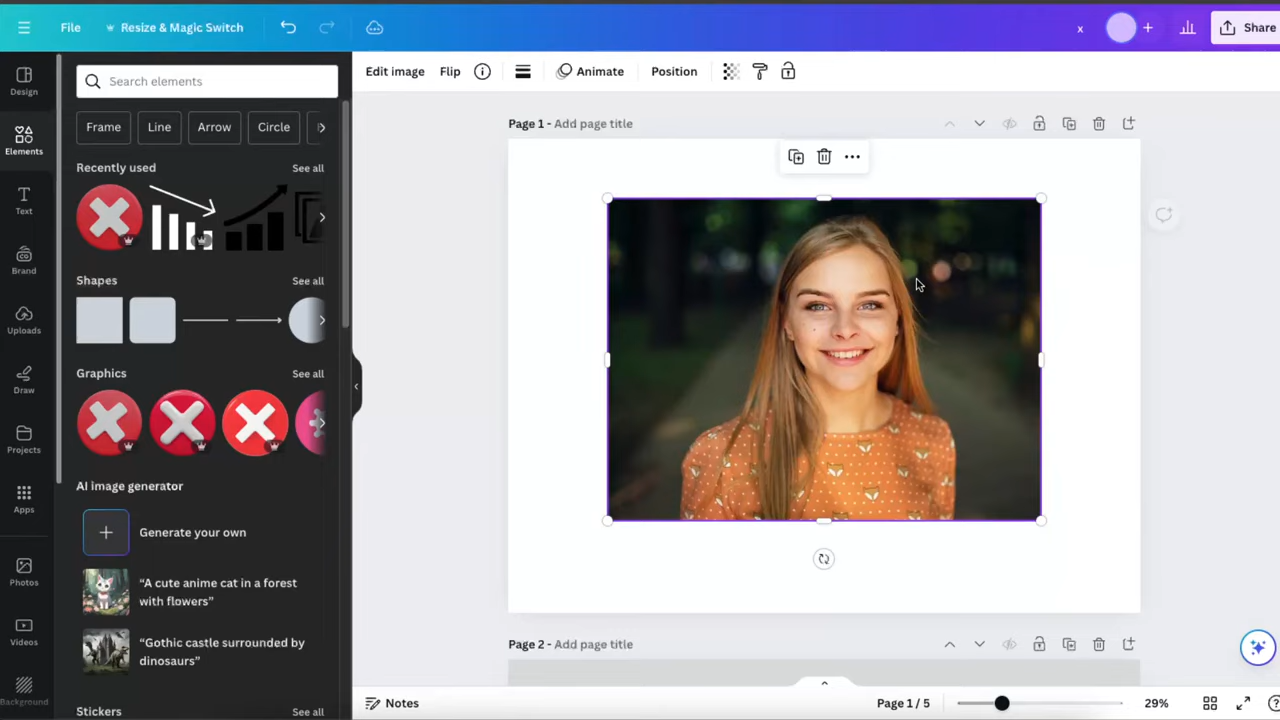 File Resize & Magic Switch x + Share
Design
Elements
Text
Brand
Uploads
Draw
Projects
Apps
Photos
Videos
Background
Search elements
Frame Line Arrow Circle
Recently used See all
Shapes See all
Graphics See all
AI image generator
Generate your own
“A cute anime cat in a forest
with flowers”
“Gothic castle surrounded by
dinosaurs”
Stickers See all
Edit image Flip Animate Position
Page 1 - Add page title
Page 2 - Add page title
Notes Page 1 / 5 29%